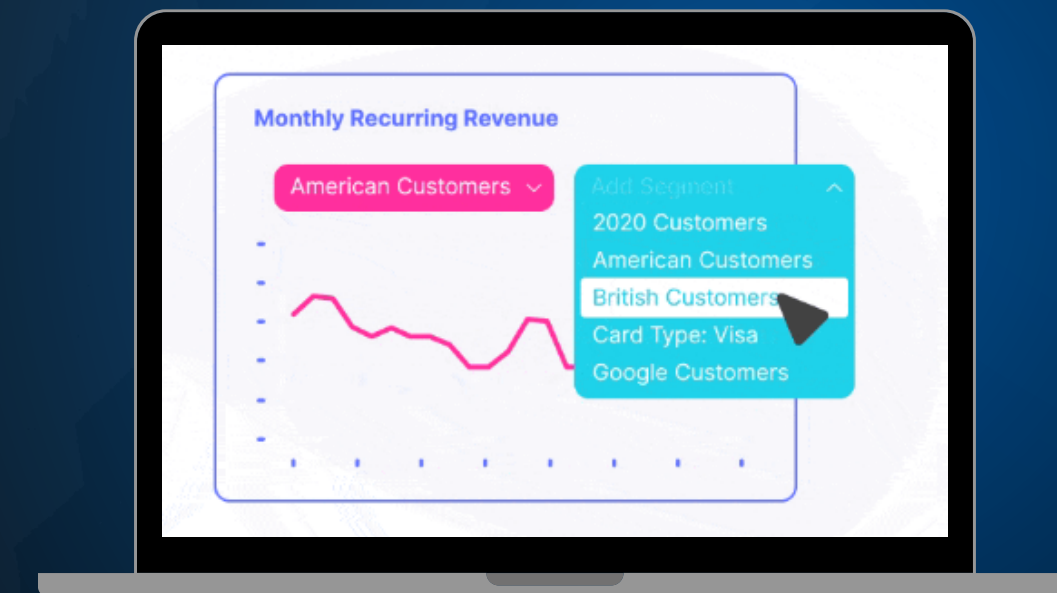 Monthly Recurring Revenue
American Customers
Add Segment
2020 Customers
American Customers
British Customers
Card Type: Visa
Google Customers